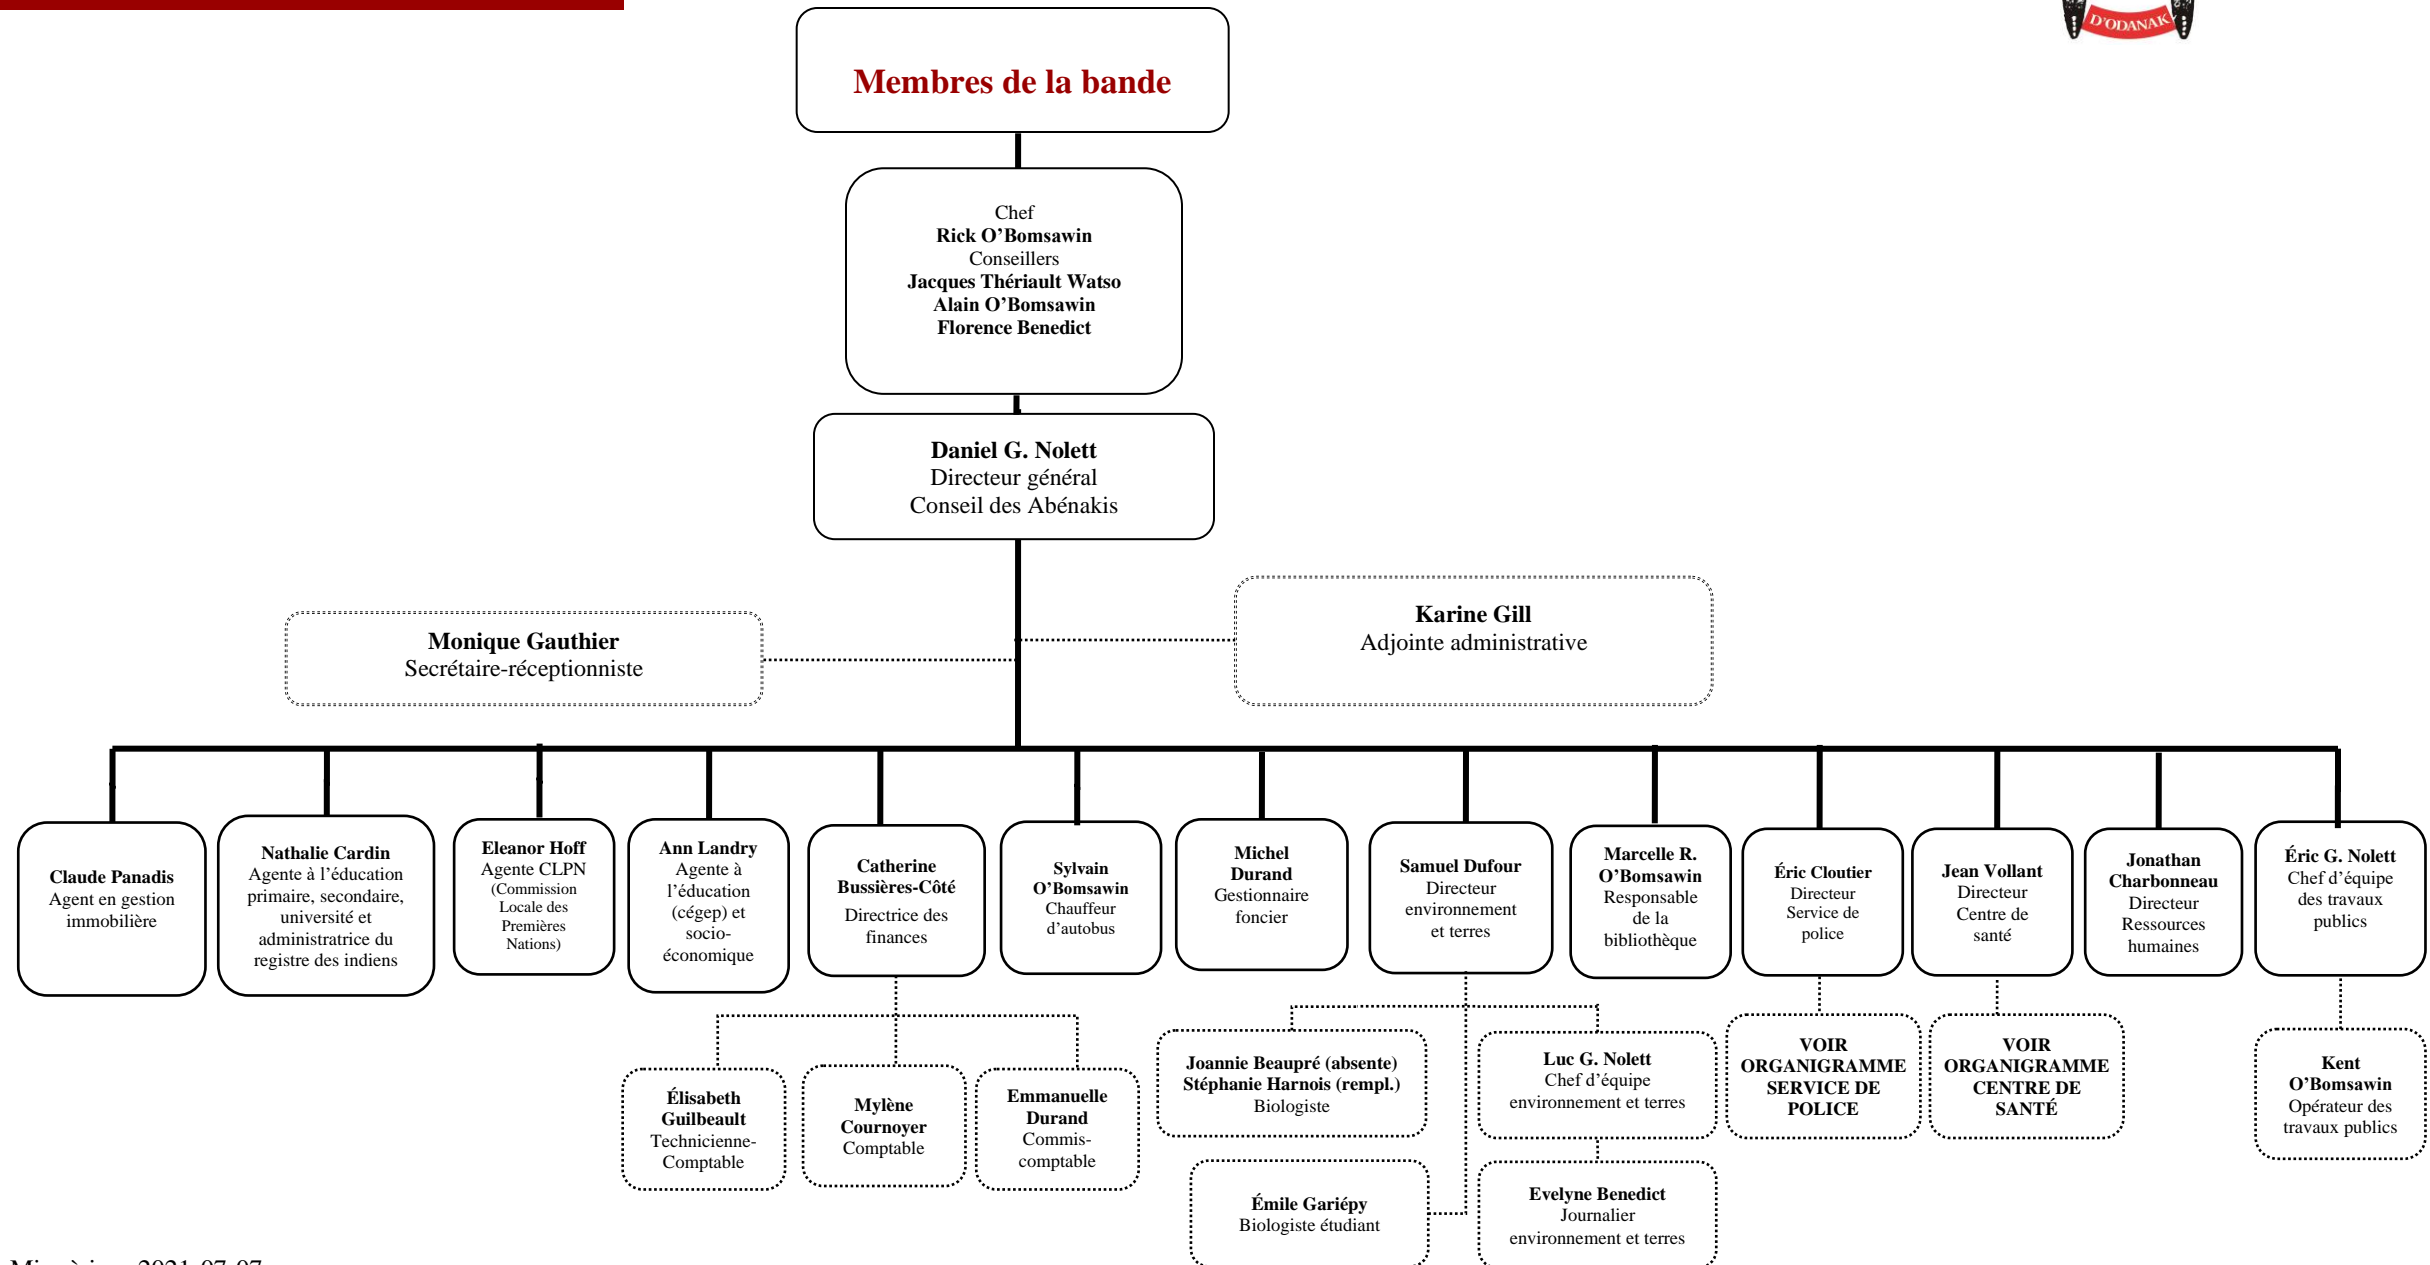 D'ODANAK
Membres de la bande
Chef
Rick O’Bomsawin
Conseillers
Jacques Thériault Watso
Alain O’Bomsawin
Florence Benedict
Daniel G. Nolett
Directeur général
Conseil des Abénakis
Karine Gill
Adjointe administrative
Monique Gauthier
Secrétaire-réceptionniste
Claude Panadis
Agent en gestion
immobilière
Nathalie Cardin
Agente à l’éducation
primaire, secondaire,
université et
administratrice du
registre des indiens
Eleanor Hoff
Agente CLPN
(Commission
Locale des
Premières
Nations)
Ann Landry
Agente à
l’éducation
(cégep) et
socio-
économique
Catherine
Bussières-Côté
Directrice des
finances
Sylvain
O’Bomsawin
Chauffeur
d’autobus
Michel
Durand
Gestionnaire
foncier
Samuel Dufour
Directeur
environnement
et terres
Marcelle R.
O’Bomsawin
Responsable
de la
bibliothèque
Éric Cloutier
Directeur
Service de
police
Jean Vollant
Directeur
Centre de
santé
Jonathan
Charbonneau
Directeur
Ressources
humaines
Éric G. Nolett
Chef d’équipe
des travaux
publics
Élisabeth
Guilbeault
Technicienne-
Comptable
Mylène
Cournoyer
Comptable
Emmanuelle
Durand
Commis-
comptable
Joannie Beaupré (absente)
Stéphanie Harnois (rempl.)
Biologiste
Luc G. Nolett
Chef d’équipe
environnement et terres
VOIR
ORGANIGRAMME
SERVICE DE
POLICE
VOIR
ORGANIGRAMME
CENTRE DE
SANTÉ
Kent
O’Bomsawin
Opérateur des
travaux publics
Émile Gariépy
Biologiste étudiant
Evelyne Benedict
Journalier
environnement et terres